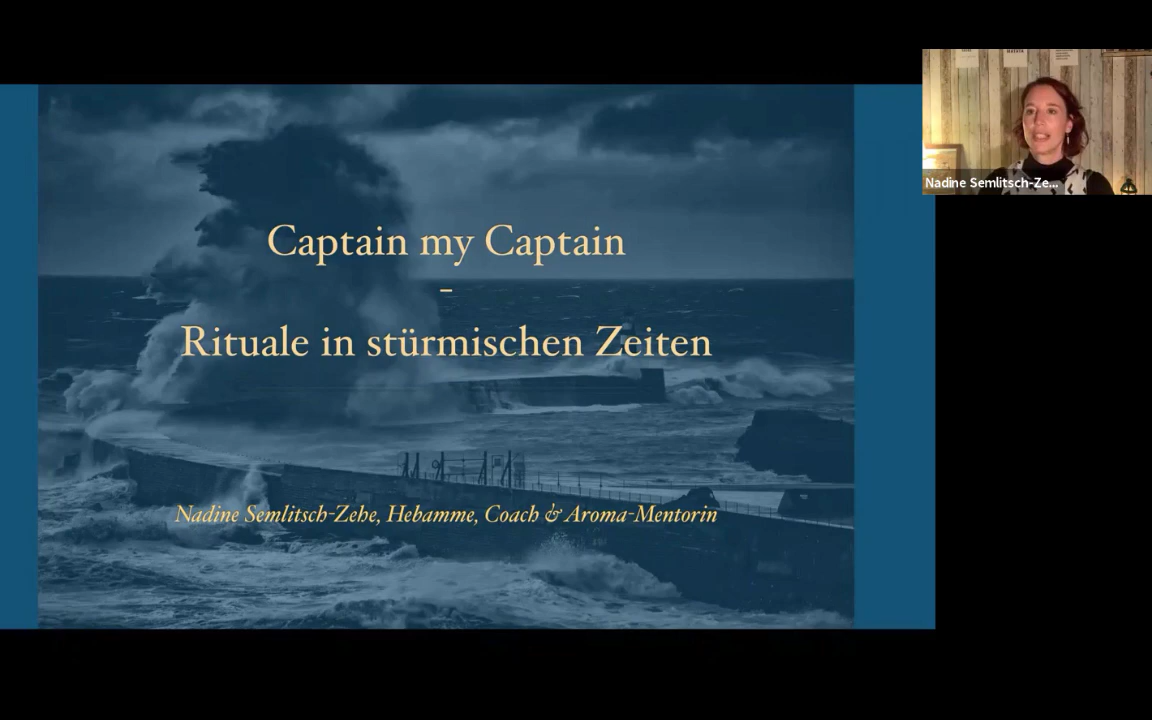 Captain my Captain
–
Rituale in stürmischen Zeiten
Nadine Semlitsch-Zehe, Hebamme, Coach & Aroma-Mentorin
Nadine Semlitsch-Ze...